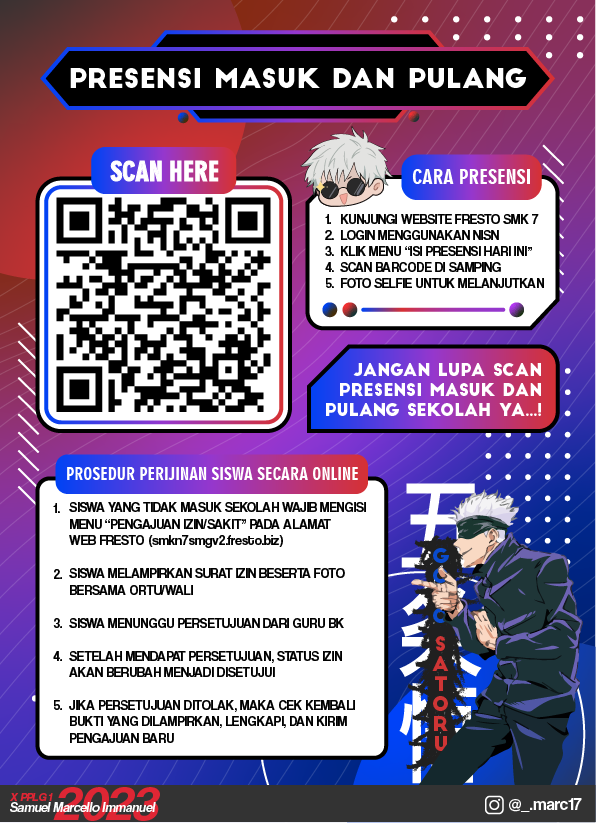 PRESENSI MASUK DAN PULANG
SCAN HERE
CARA PRESENSI
1. KUNJUNGI WEBSITE FRESTO SMK 7
2. LOGIN MENGGUNAKAN NISN
3. KLIK MENU “ISI PRESENSI HARI INI”
4. SCAN BARCODE DI SAMPING
5. FOTO SELFIE UNTUK MELANJUTKAN
JANGAN LUPA SCAN
PRESENSI MASUK DAN
PULANG SEKOLAH YA...!
PROSEDUR PERIJINAN SISWA SECARA ONLINE
1. SISWA YANG TIDAK MASUK SEKOLAH WAJIB MENGISI
MENU “PENGAJUAN IZIN/SAKIT” PADA ALAMAT
WEB FRESTO (smkn7smgv2.fresto.biz)
2. SISWA MELAMPIRKAN SURAT IZIN BESERTA FOTO
BERSAMA ORTU/WALI
3. SISWA MENUNGGU PERSETUJUAN DARI GURU BK
4. SETELAH MENDAPAT PERSETUJUAN, STATUS IZIN
AKAN BERUBAH MENJADI DISETUJUI
5. JIKA PERSETUJUAN DITOLAK, MAKA CEK KEMBALI
BUKTI YANG DILAMPIRKAN, LENGKAPI, DAN KIRIM
PENGAJUAN BARU
SATORU
X PPLG 1
2023
Samuel Marcello Immanuel
@_.marc17